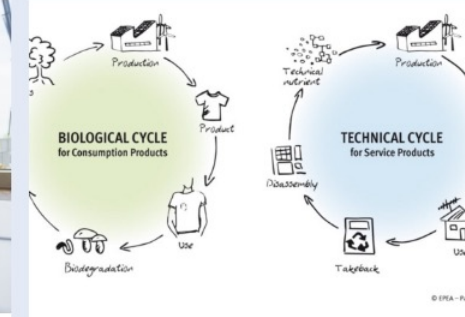 Production
Product
Use
Biodegradation
BIOLOGICAL CYCLE
for Consumption Products
Production
Takeback
Disassembly
Technical
nutrient
TECHNICAL CYCLE
for Service Products
© EPEA –